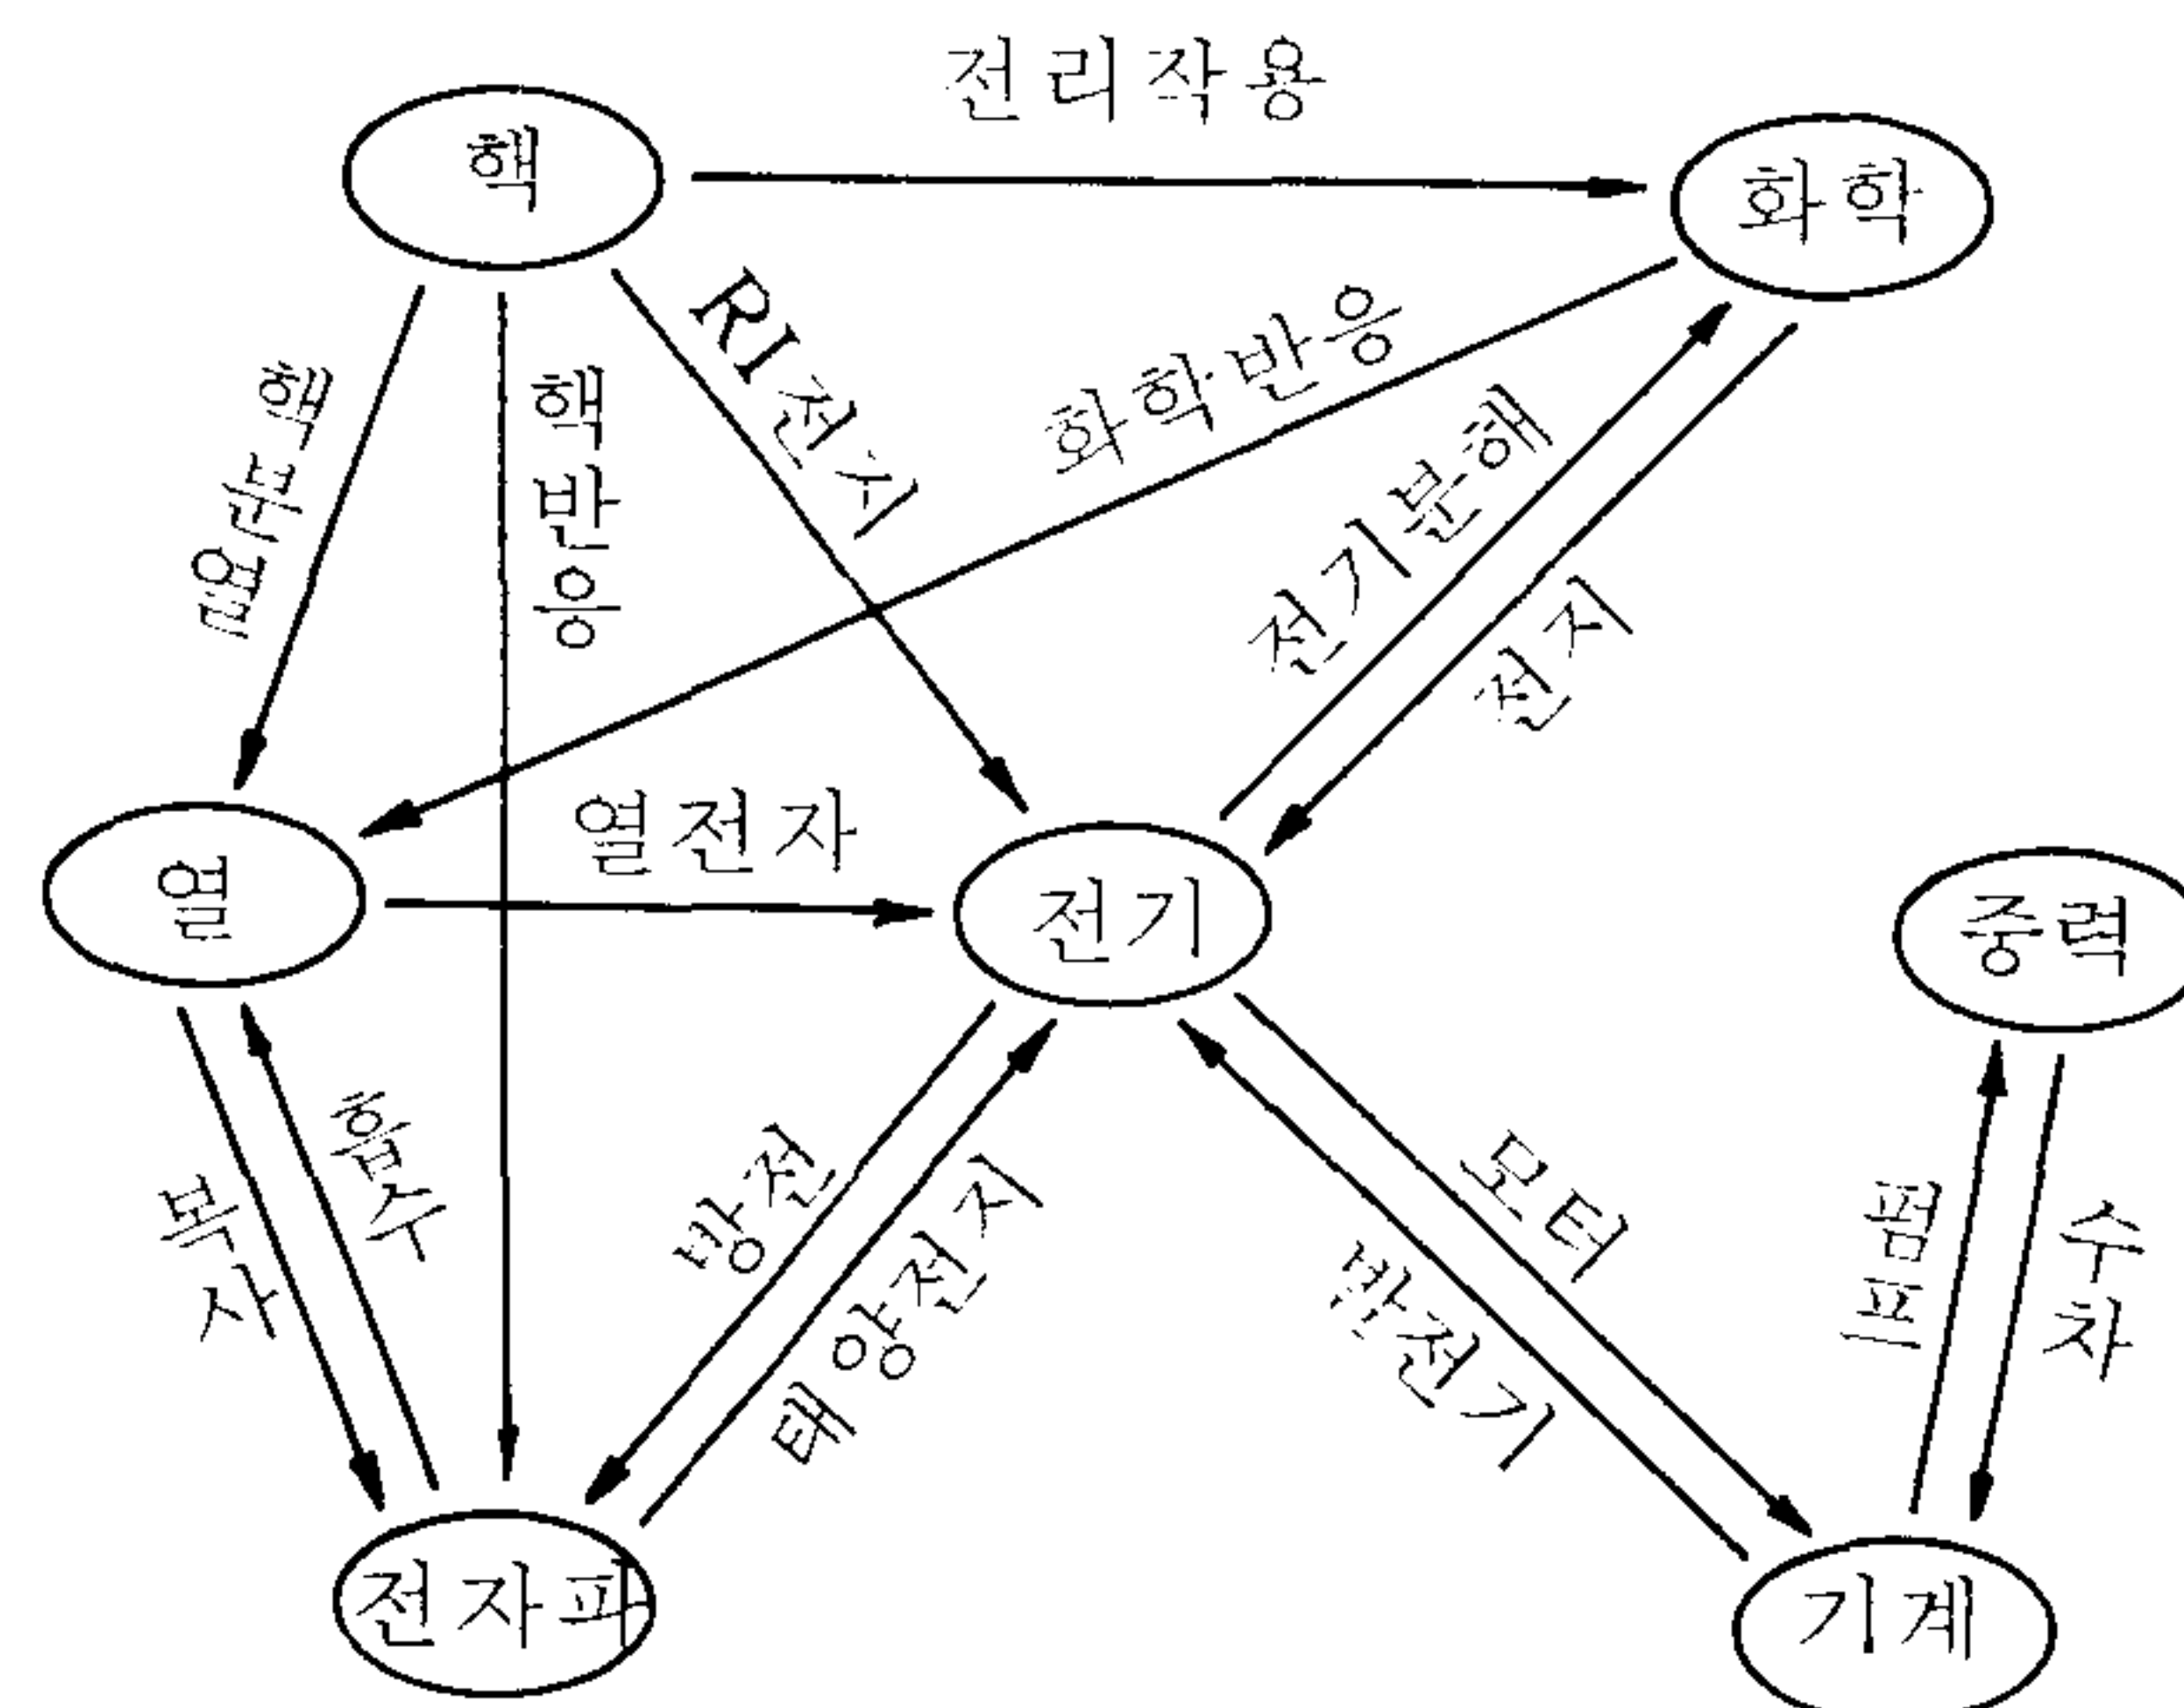 전리작용
핵
화학
RI전지
화학반응
핵분열
핵반응
전기분해
전지
열전자
열
전기
중력
흡수
복사
방전
태양전지
모터
발전기
펌프
수차
전자파
기계